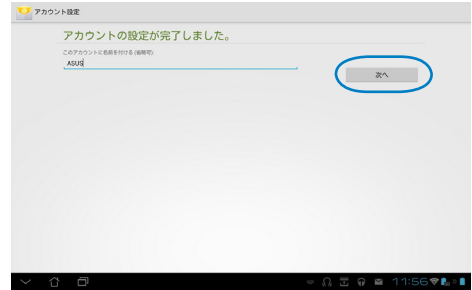 アカウント設定
アカウントの設定が完了しました。
このアカウントに名前を付ける (省略可)
ASUS
次へ
11:56